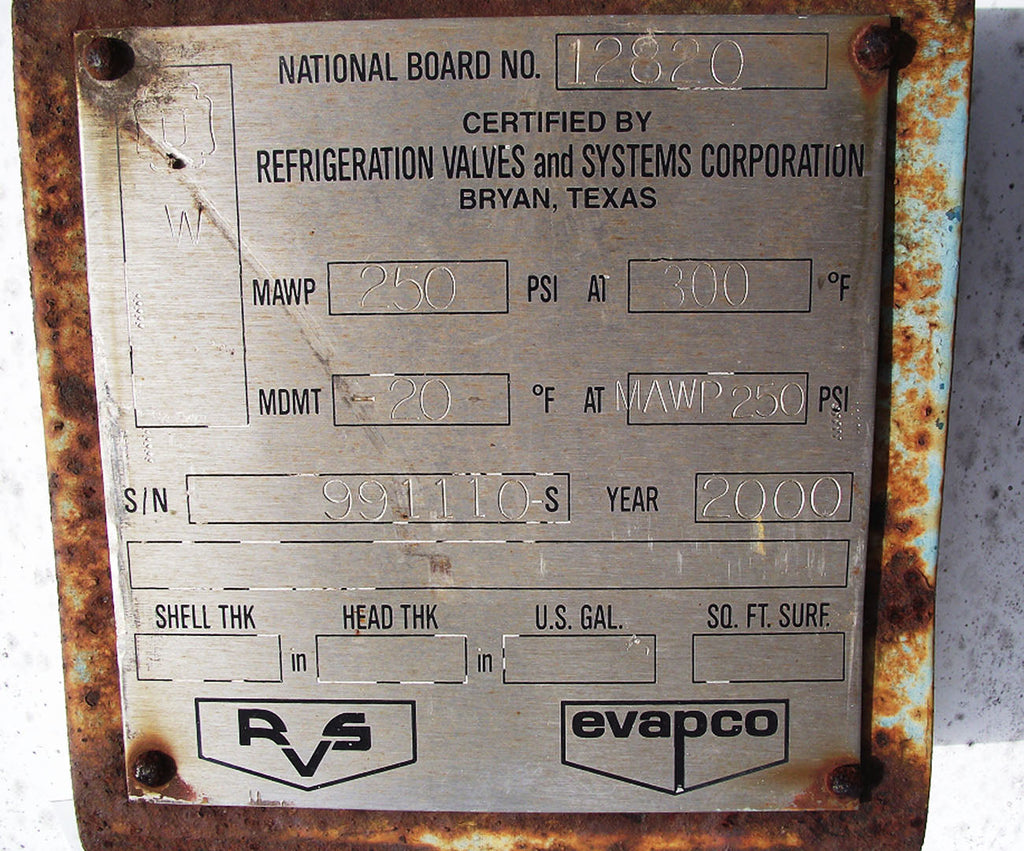 NATIONAL BOARD NO. 12820
CERTIFIED BY
REFRIGERATION VALVES and SYSTEMS CORPORATION
BRYAN, TEXAS
U
W
MAWP 250 PSI AT 300 °F
MDMT -20 °F AT MAWP 250 PSI
S/N 991110-S YEAR 2000
SHELL THK HEAD THK U.S. GAL. SQ. FT. SURF.
in in
RVS evapco